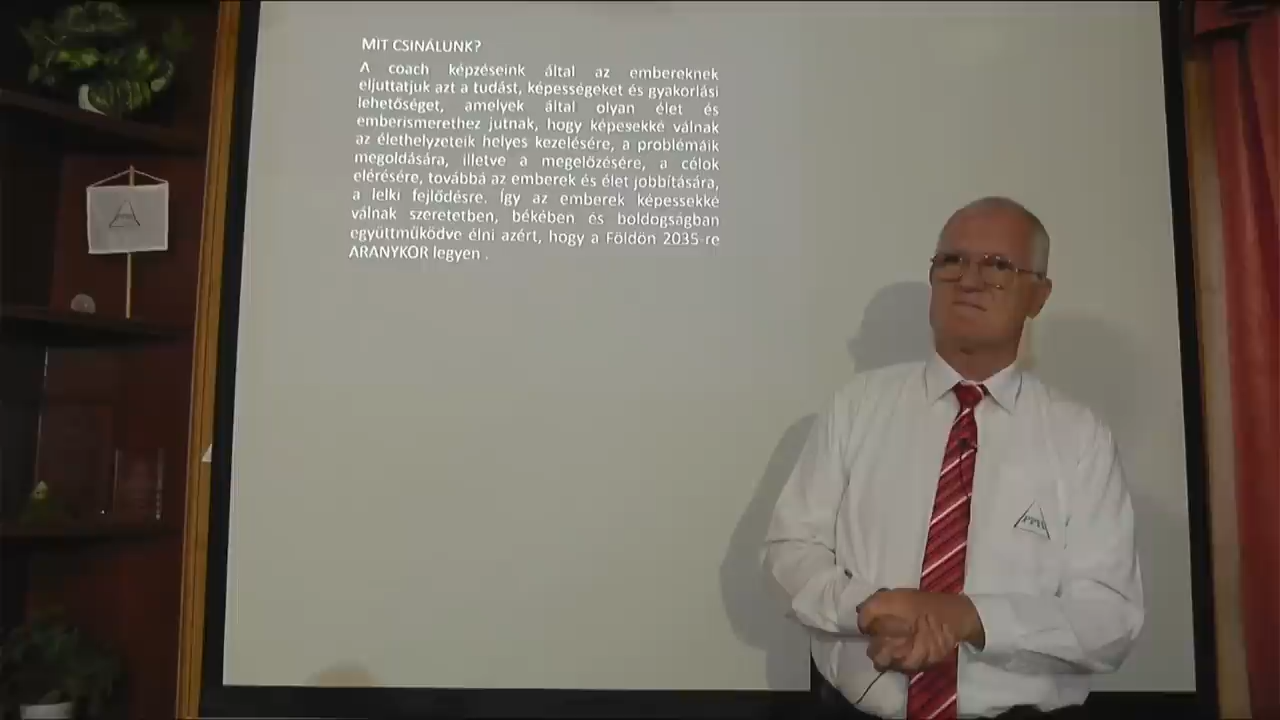 MIT CSINÁLUNK?
A coach képzéseink által az embereknek
eljuttatjuk azt a tudást, képességeket és gyakorlási
lehetőséget, amelyek által olyan élet és
emberismerethez jutnak, hogy képesekké válnak
az élethelyzeteik helyes kezelésére, a problémáik
megoldására, illetve a megelőzésére, a célok
elérésére, továbbá az emberek és élet jobbítására,
a lelki fejlődésre. Így az emberek képessekké
válnak szeretetben, békében és boldogságban
együttműködve élni azért, hogy a Földön 2035-re
ARANYKOR legyen .